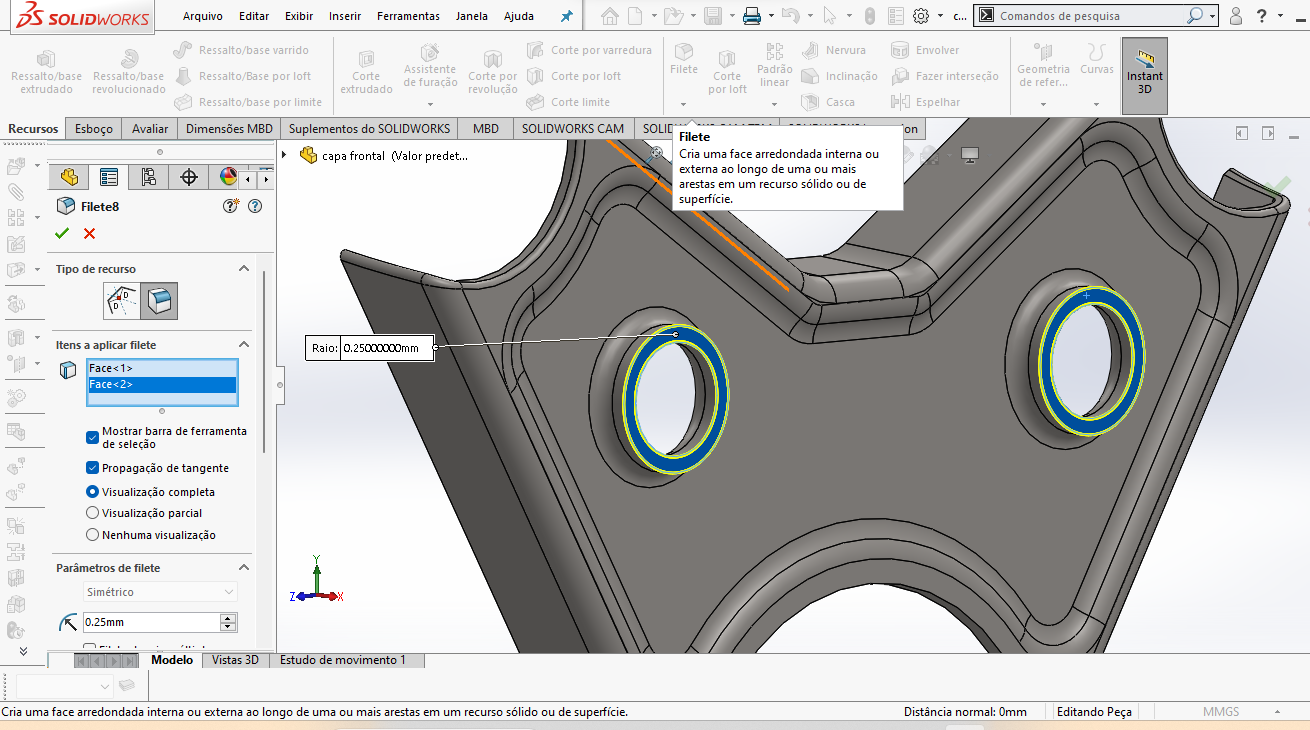 SOLIDWORKS
Arquivo Editar Exibir Inserir Ferramentas Janela Ajuda
c...
Comandos de pesquisa
?
Ressalto/base extrudado
Ressalto/base revolucionado
Ressalto/base varrido
Ressalto/Base por loft
Ressalto/base por limite
Corte extrudado
Assistente de furação
Corte por revolução
Corte por varredura
Corte por loft
Corte limite
Filete
Corte por loft
Padrão linear
Nervura
Inclinação
Casca
Envolver
Fazer interseção
Espelhar
Geometria de refer...
Curvas
Instant 3D
Recursos Esboço Avaliar Dimensões MBD Suplementos do SOLIDWORKS MBD SOLIDWORKS CAM
Filete
Cria uma face arredondada interna ou
externa ao longo de uma ou mais
arestas em um recurso sólido ou de
superfície.
capa frontal (Valor predet...
Filete8
Tipo de recurso
Itens a aplicar filete
Face<1>
Face<2>
Mostrar barra de ferramenta
de seleção
Propagação de tangente
Visualização completa
Visualização parcial
Nenhuma visualização
Parâmetros de filete
Simétrico
0.25mm
Raio: 0.25000000mm
Y
Z
X
Modelo Vistas 3D Estudo de movimento 1
Cria uma face arredondada interna ou externa ao longo de uma ou mais arestas em um recurso sólido ou de superfície.
Distância normal: 0mm
Editando Peça
MMGS